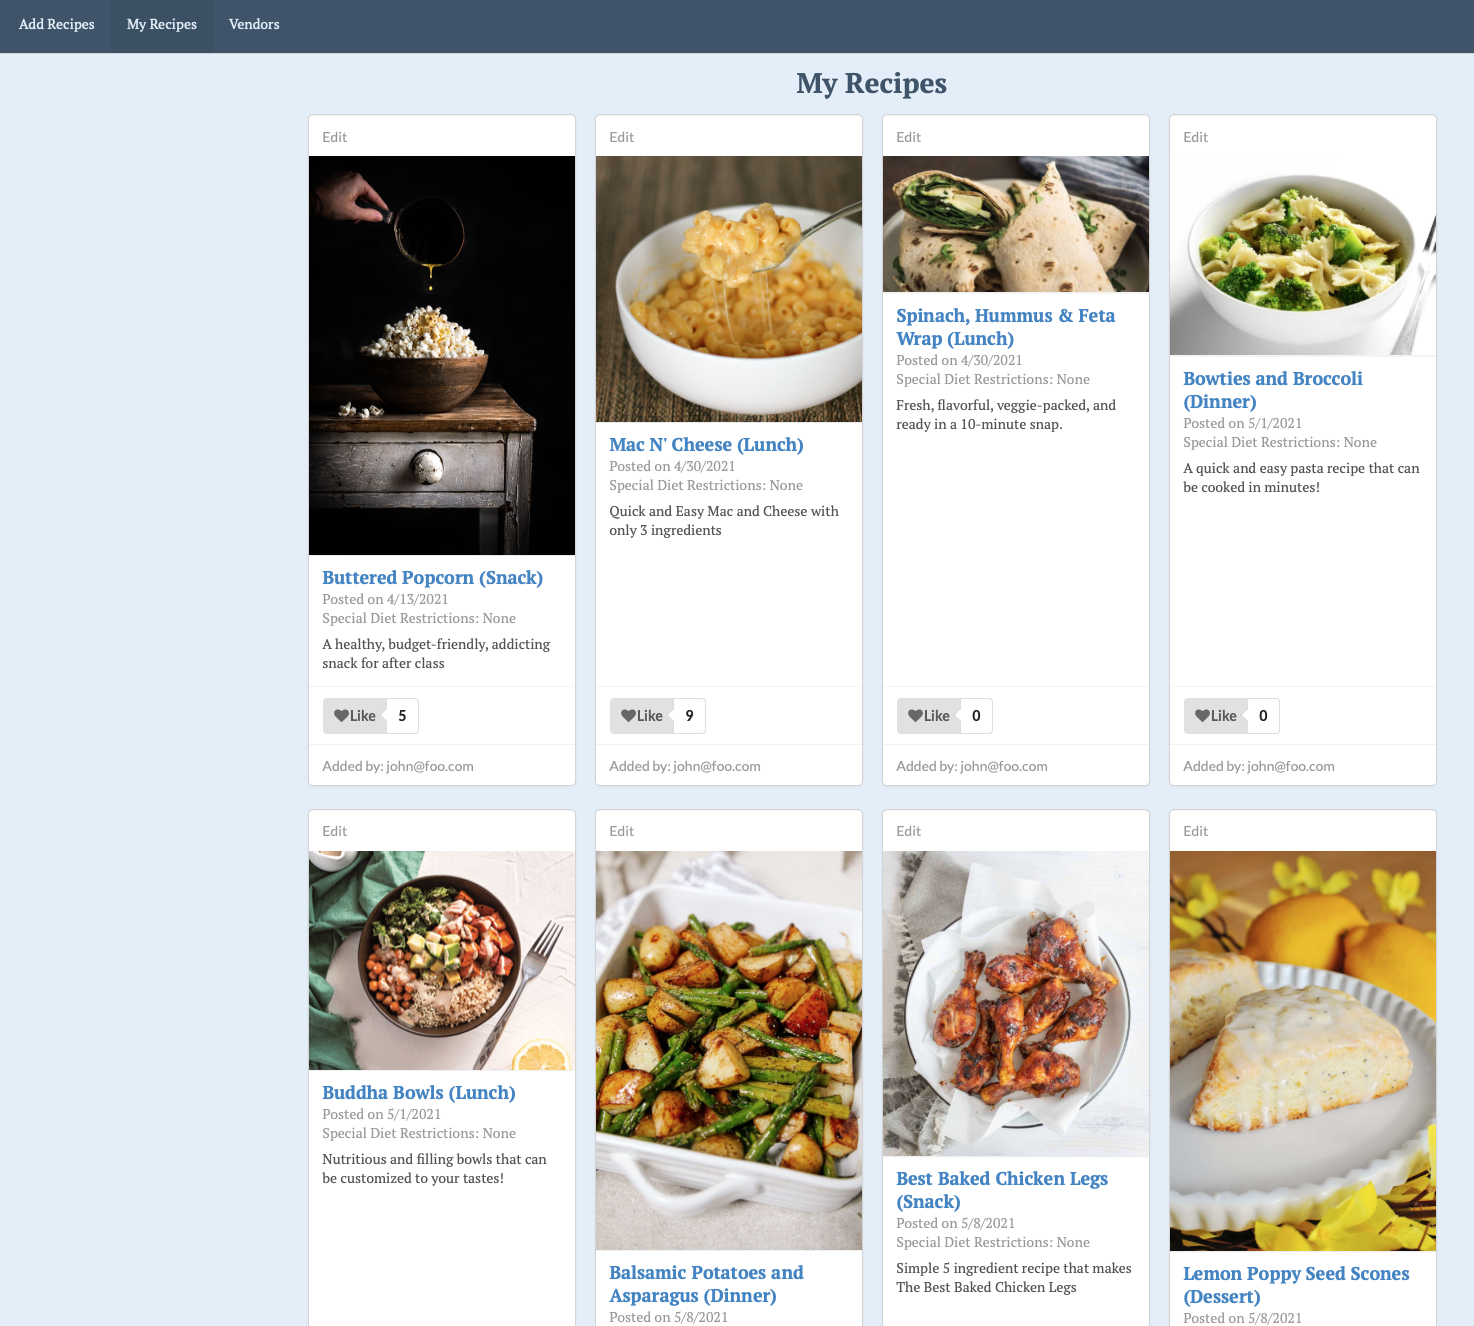 Add Recipes
My Recipes
Vendors
My Recipes
Edit
Buttered Popcorn (Snack)
Posted on 4/13/2021
Special Diet Restrictions: None
A healthy, budget-friendly, addicting
snack for after class
Like 5
Added by: john@foo.com
Edit
Mac N' Cheese (Lunch)
Posted on 4/30/2021
Special Diet Restrictions: None
Quick and Easy Mac and Cheese with
only 3 ingredients
Like 9
Added by: john@foo.com
Edit
Spinach, Hummus & Feta
Wrap (Lunch)
Posted on 4/30/2021
Special Diet Restrictions: None
Fresh, flavorful, veggie-packed, and
ready in a 10-minute snap.
Like 0
Added by: john@foo.com
Edit
Bowties and Broccoli
(Dinner)
Posted on 5/1/2021
Special Diet Restrictions: None
A quick and easy pasta recipe that can
be cooked in minutes!
Like 0
Added by: john@foo.com
Edit
Buddha Bowls (Lunch)
Posted on 5/1/2021
Special Diet Restrictions: None
Nutritious and filling bowls that can
be customized to your tastes!
Edit
Balsamic Potatoes and
Asparagus (Dinner)
Posted on 5/8/2021
Edit
Best Baked Chicken Legs
(Snack)
Posted on 5/8/2021
Special Diet Restrictions: None
Simple 5 ingredient recipe that makes
The Best Baked Chicken Legs
Edit
Lemon Poppy Seed Scones
(Dessert)
Posted on 5/8/2021